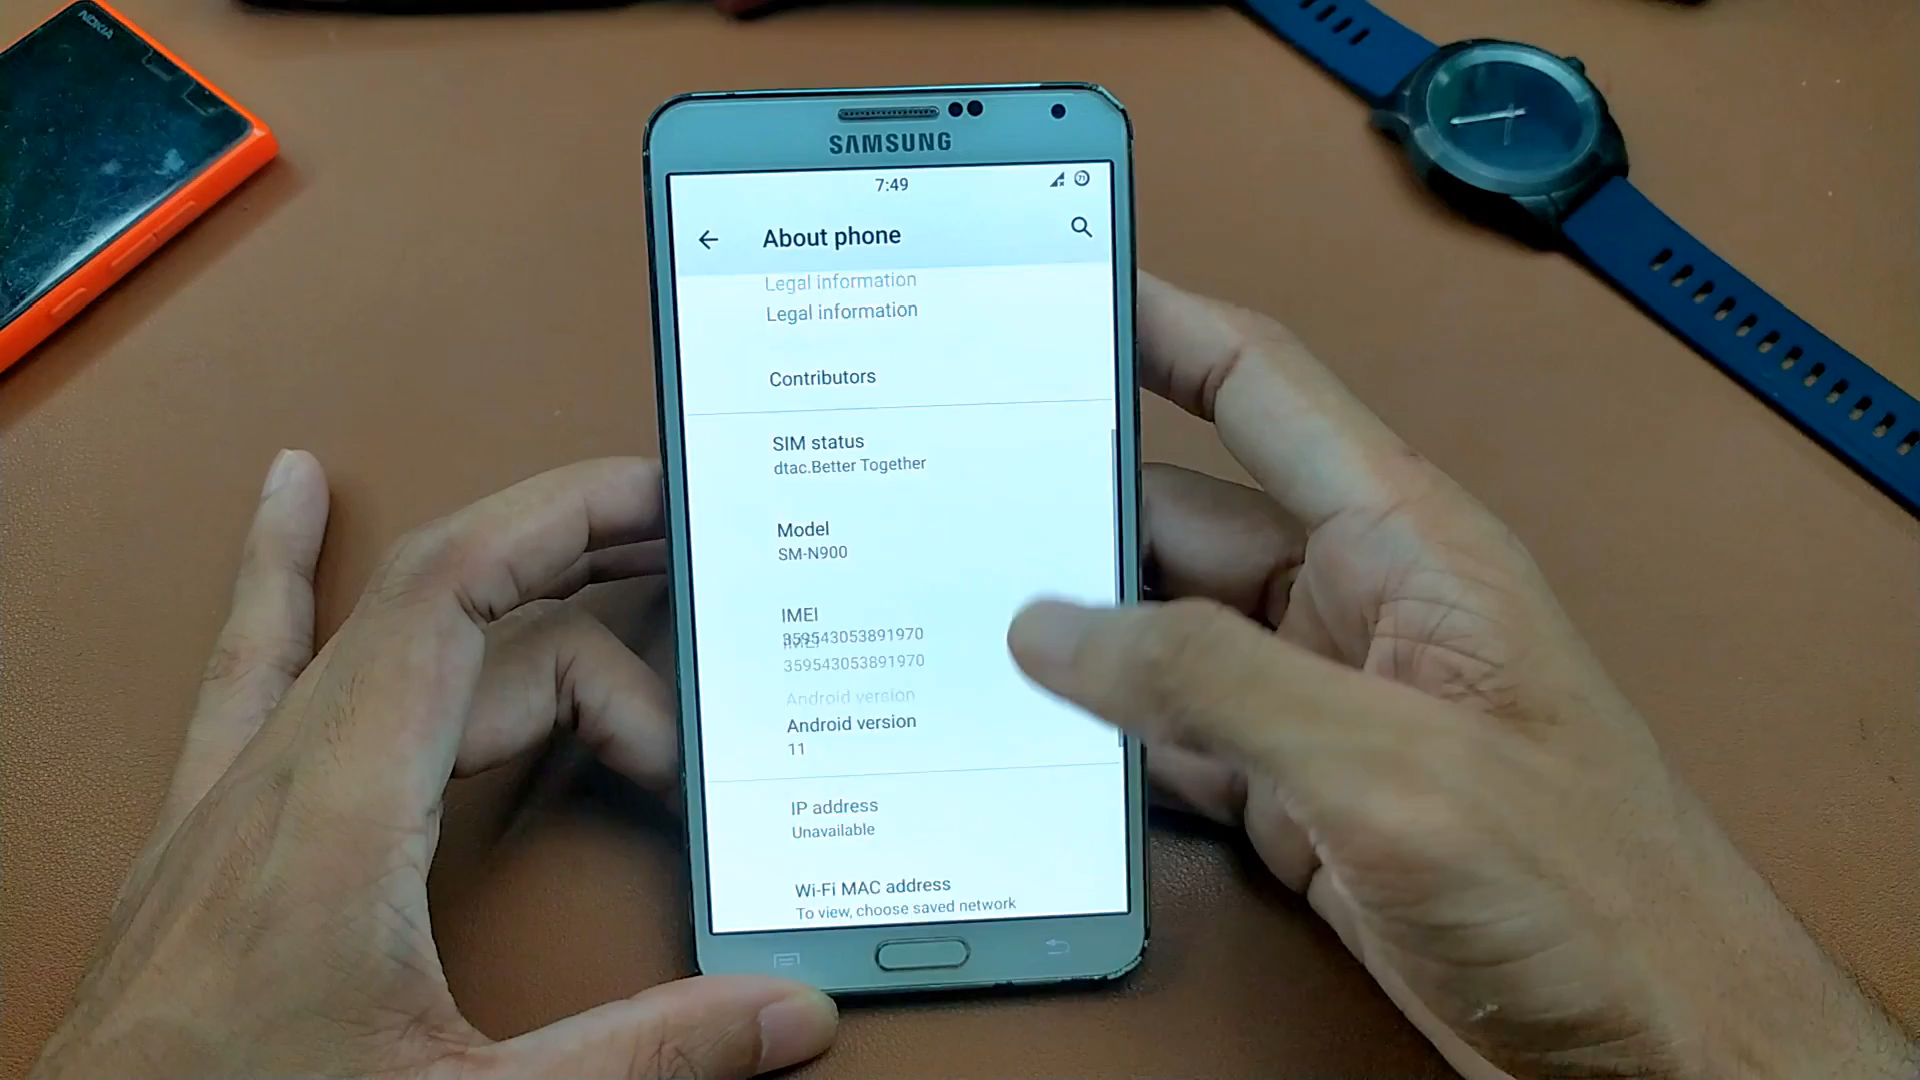 NOKIA
SAMSUNG
7:49
71
About phone
Legal information
Legal information
Contributors
SIM status
dtac.Better Together
Model
SM-N900
IMEI
359543053891970
IMEI
359543053891970
Android version
Android version
11
IP address
Unavailable
Wi-Fi MAC address
To view, choose saved network